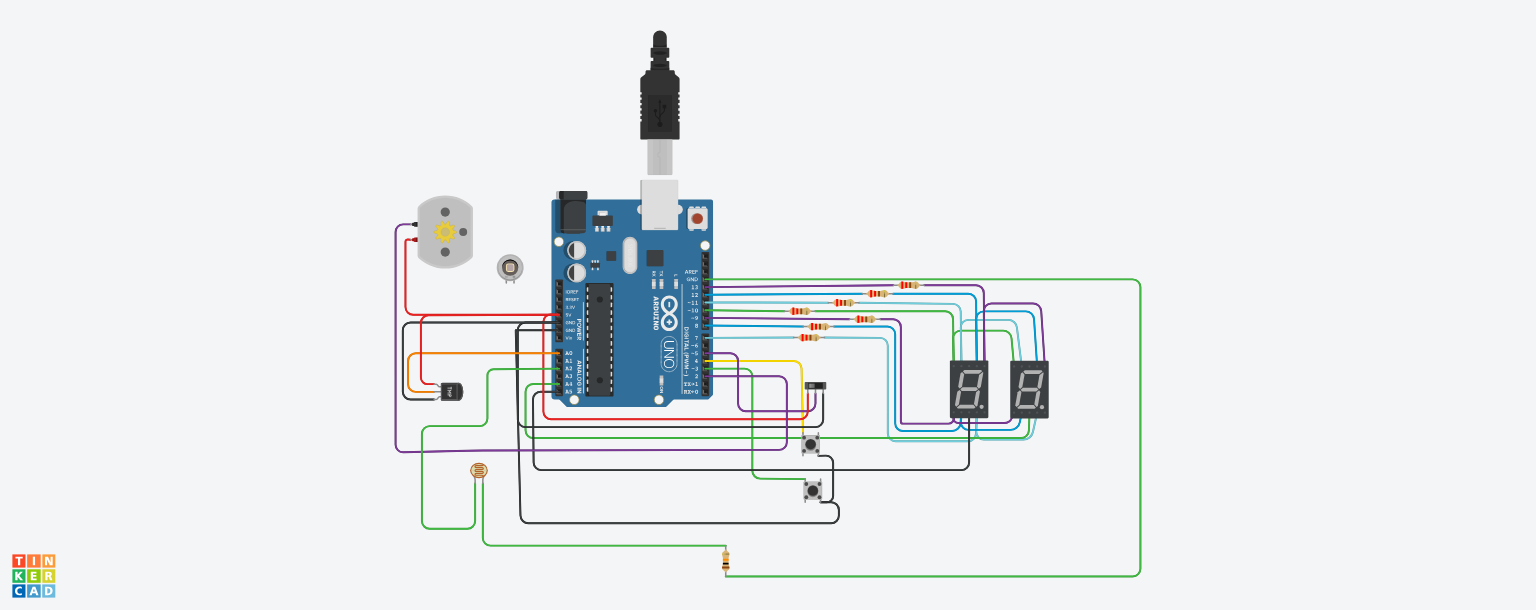 AREF
GND
13
12
~11
~10
~9
8
7
~6
~5
4
~3
2
TX→1
RX←0
DIGITAL (PWM~)
RX
TX
L
ON
ARDUINO
UNO
IOREF
RESET
3.3V
5V
GND
GND
Vin
POWER
A0
A1
A2
A3
A4
A5
ANALOG IN
TMP
TIN
KER
CAD